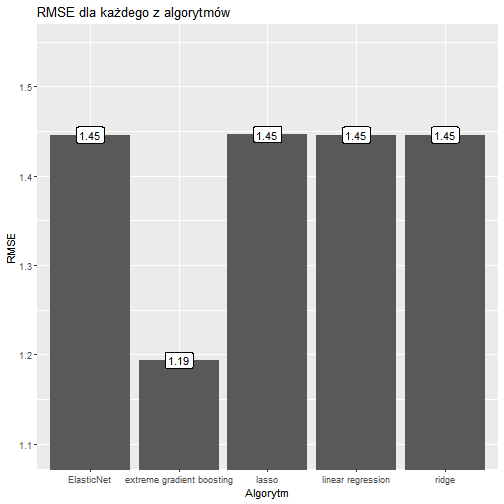 RMSE dla każdego z algorytmów
RMSE
1.5
1.4
1.3
1.2
1.1
1.45
1.19
1.45
1.45
1.45
ElasticNet
extreme gradient boosting
lasso
linear regression
ridge
Algorytm